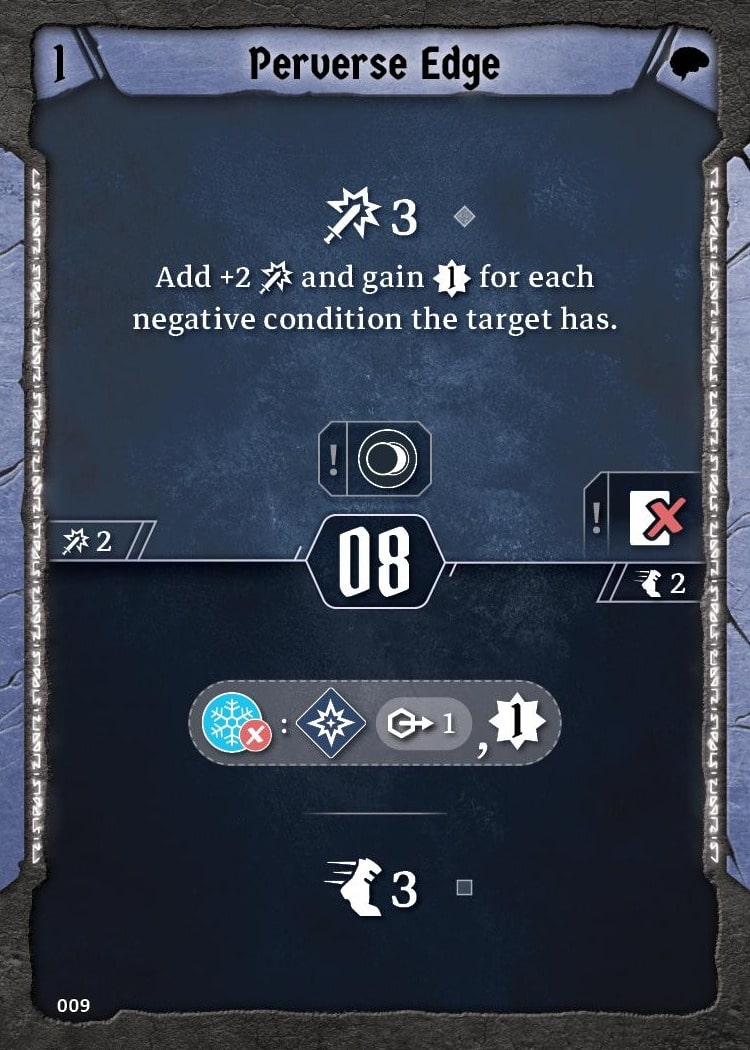 1
Perverse Edge
3
Add +2 and gain 1 for each
negative condition the target has.
!
!
2
08
2
: 1 , 1
3
009